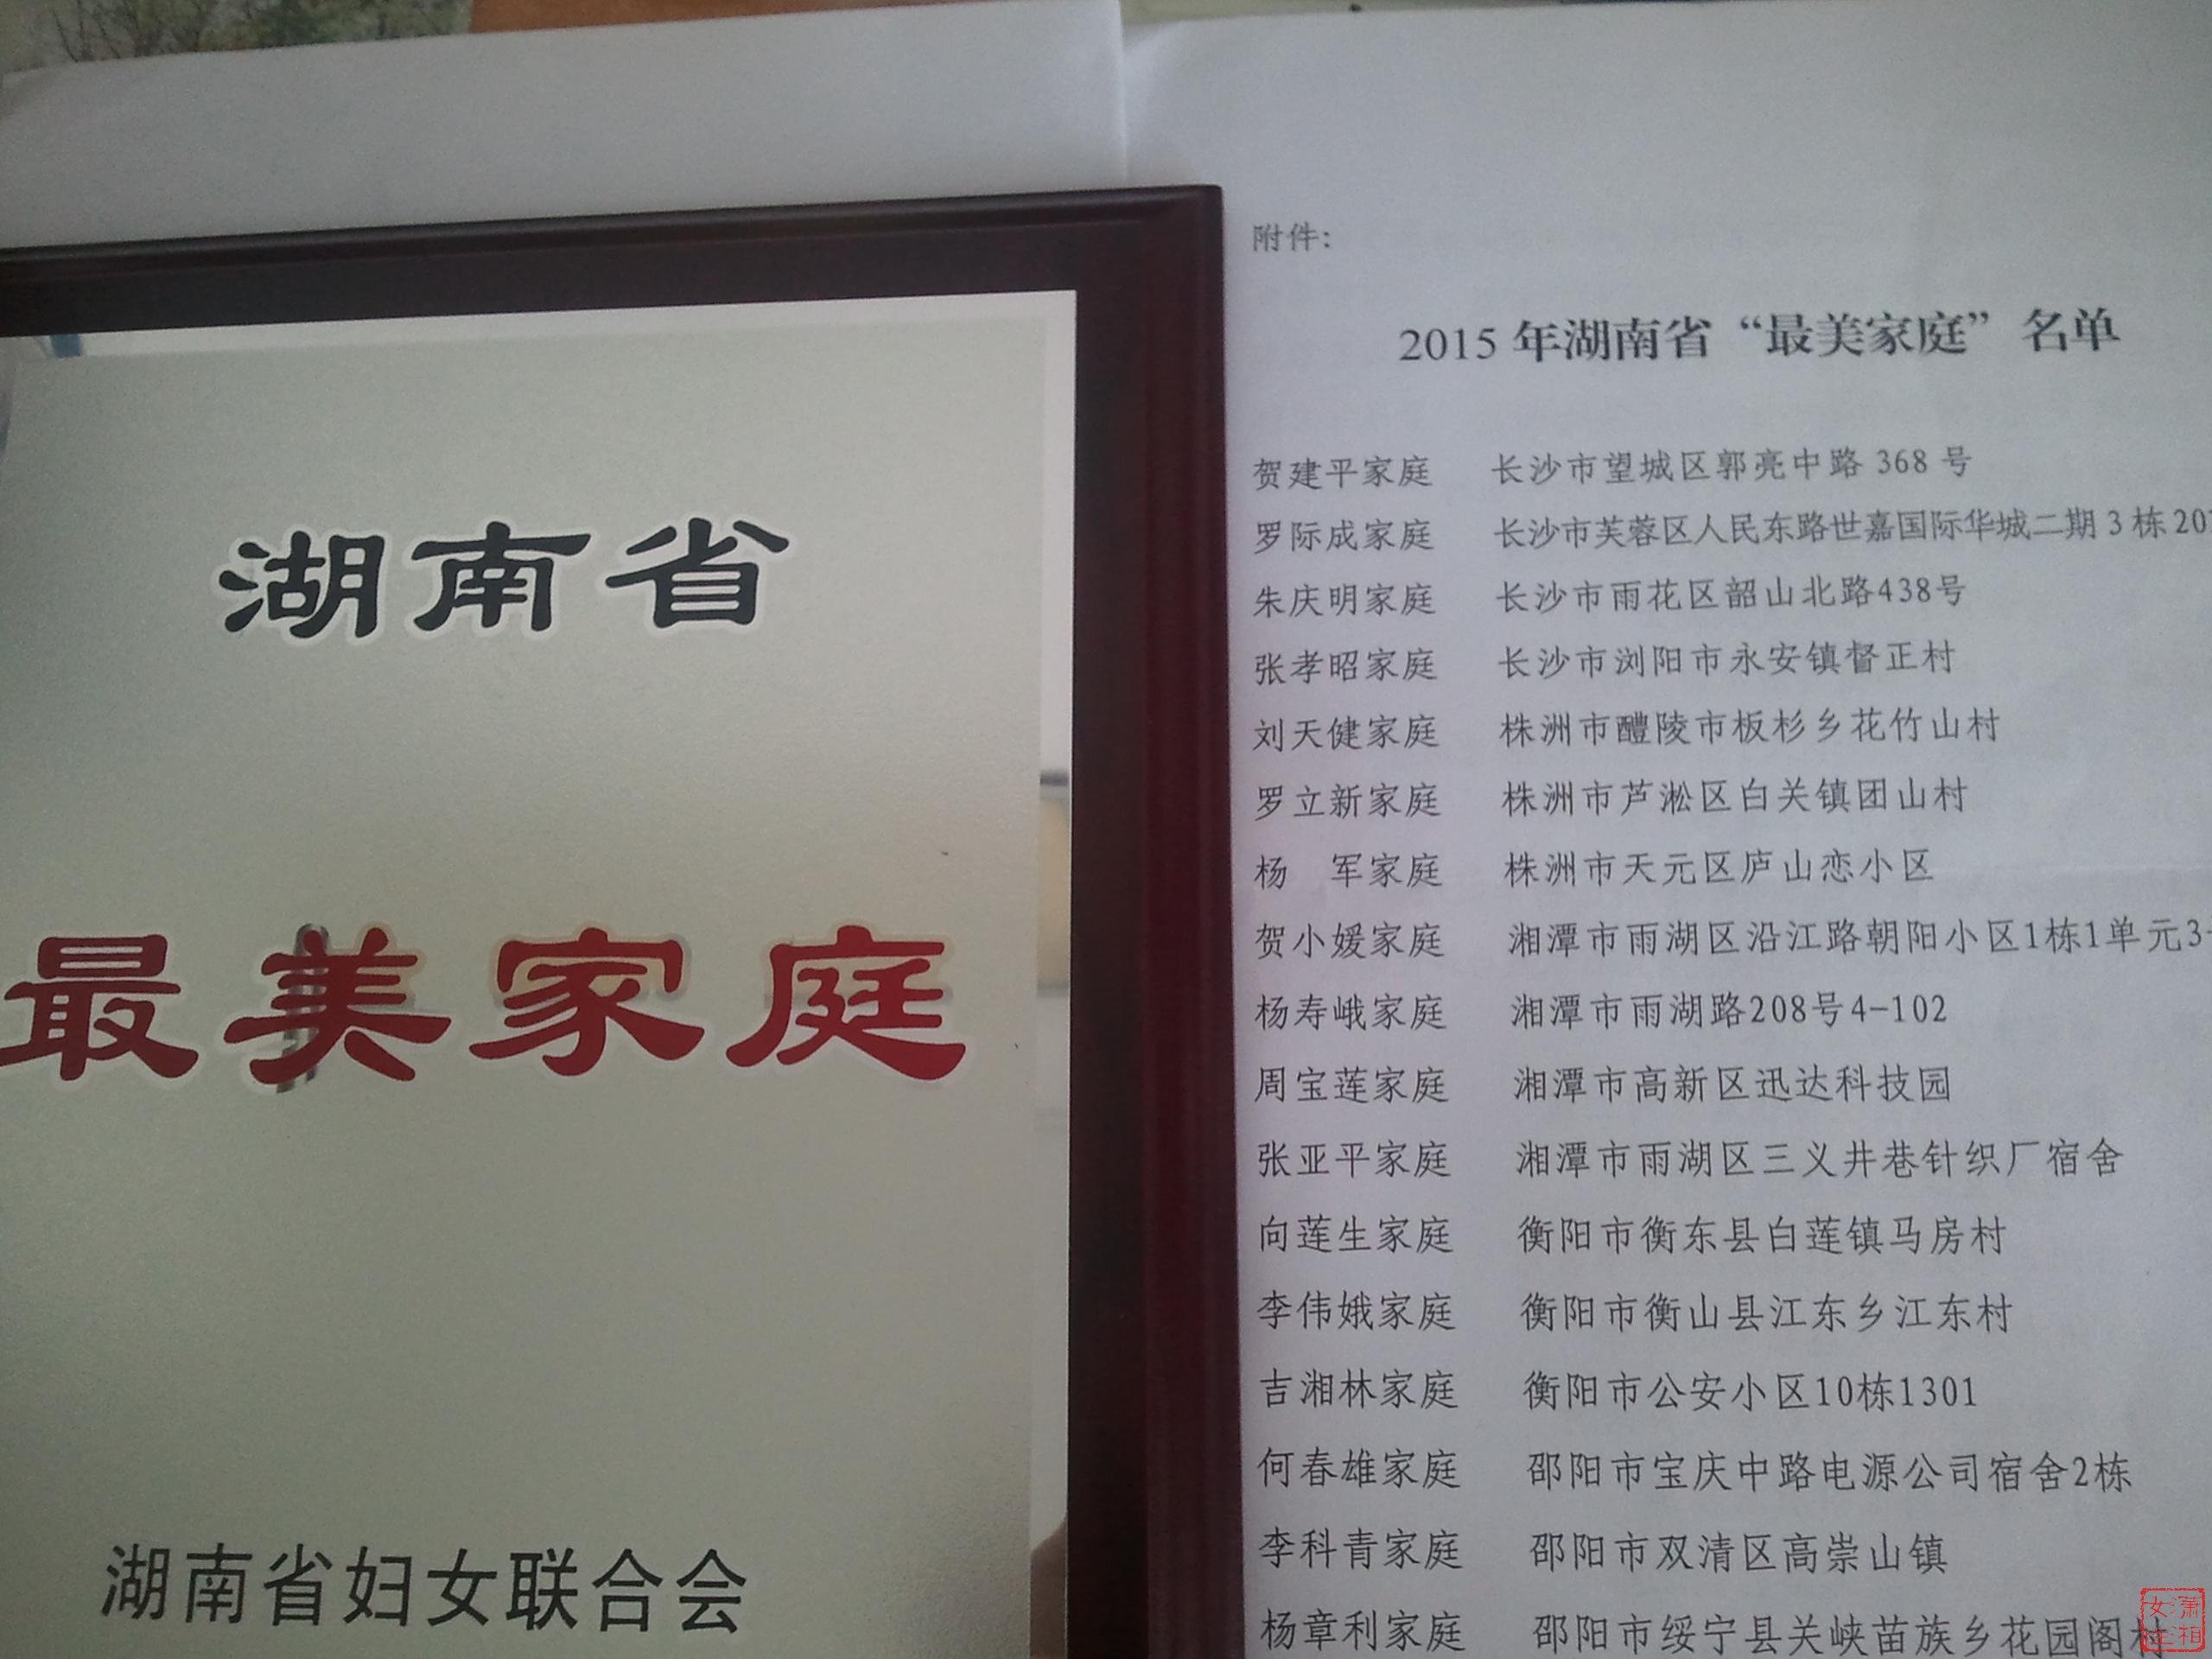 湖南省
最美家庭
湖南省妇女联合会
附件：
2015年湖南省“最美家庭”名单
贺建平家庭 长沙市望城区郭亮中路368号
罗际成家庭 长沙市芙蓉区人民东路世嘉国际华城二期3栋20
朱庆明家庭 长沙市雨花区韶山北路438号
张孝昭家庭 长沙市浏阳市永安镇督正村
刘天健家庭 株洲市醴陵市板杉乡花竹山村
罗立新家庭 株洲市芦淞区白关镇团山村
杨 军家庭 株洲市天元区庐山恋小区
贺小媛家庭 湘潭市雨湖区沿江路朝阳小区1栋1单元3-
杨寿峨家庭 湘潭市雨湖路208号4-102
周宝莲家庭 湘潭市高新区迅达科技园
张亚平家庭 湘潭市雨湖区三义井巷针织厂宿舍
向莲生家庭 衡阳市衡东县白莲镇马房村
李伟娥家庭 衡阳市衡山县江东乡江东村
吉湘林家庭 衡阳市公安小区10栋1301
何春雄家庭 邵阳市宝庆中路电源公司宿舍2栋
李科青家庭 邵阳市双清区高崇山镇
杨章利家庭 邵阳市绥宁县关峡苗族乡花园阁村